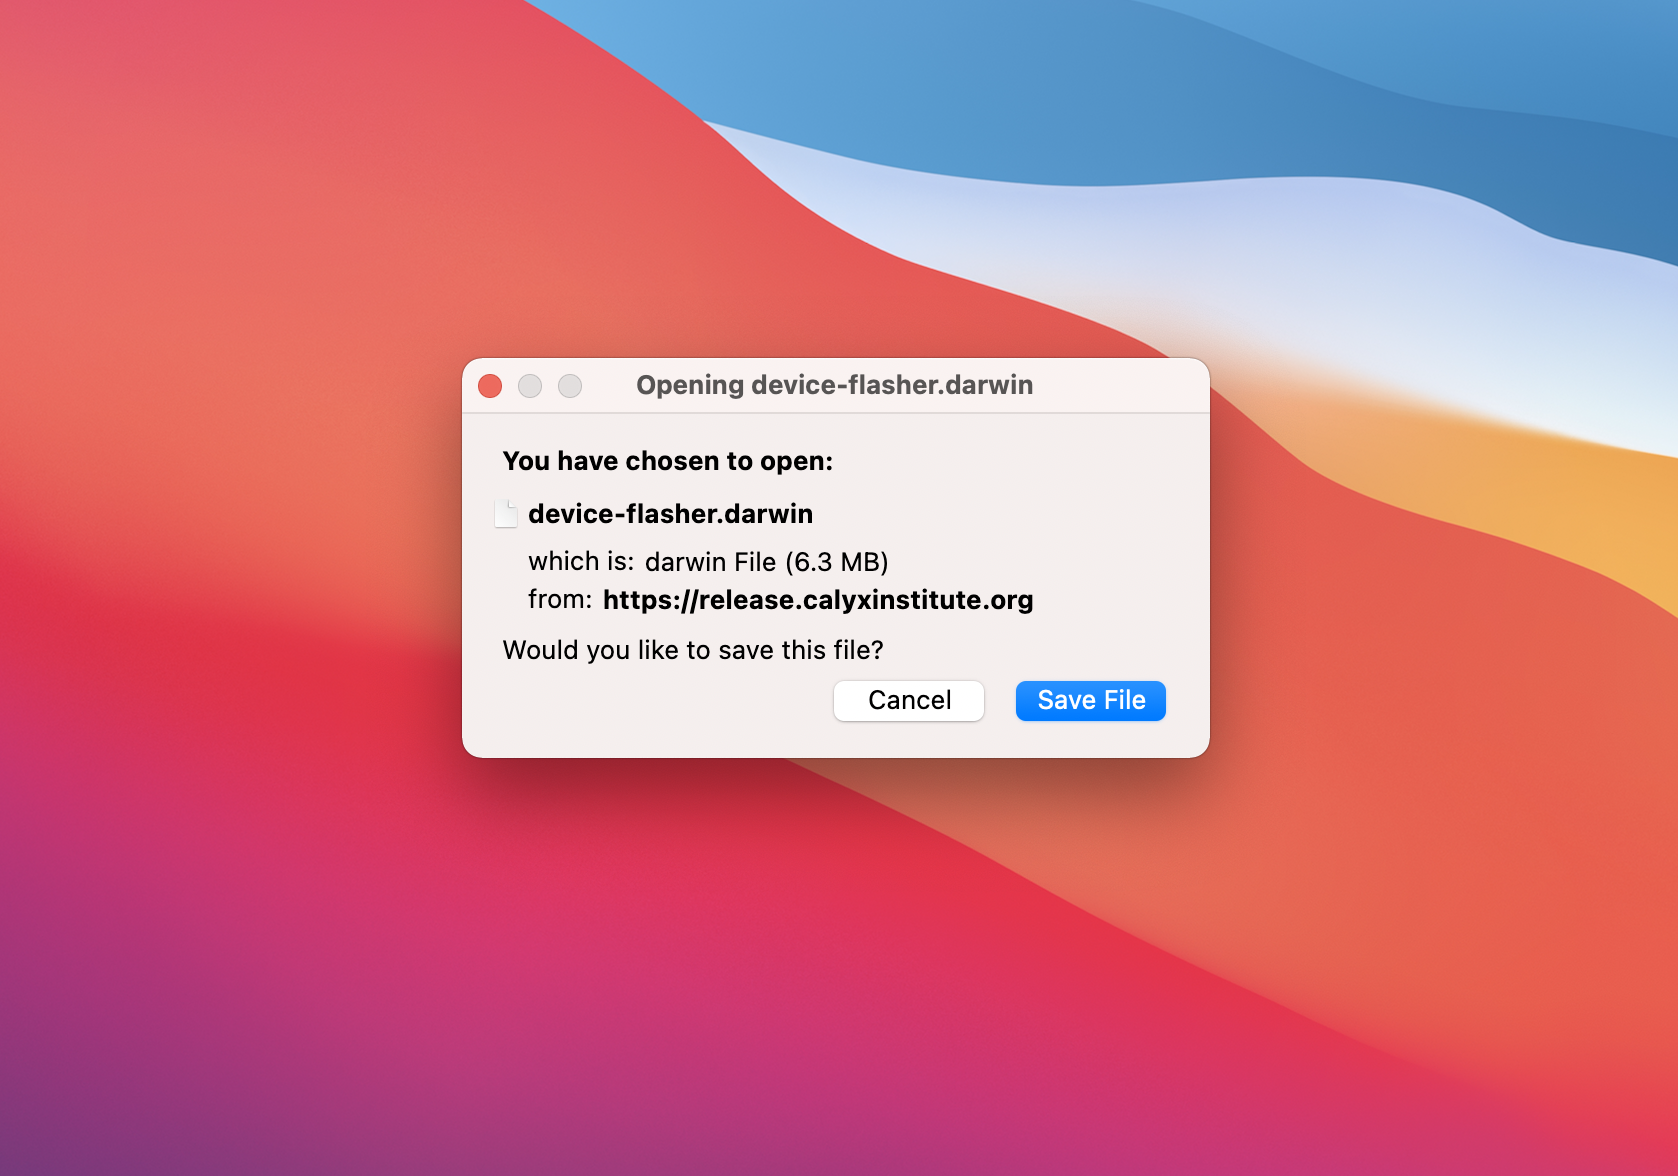 Opening device-flasher.darwin
You have chosen to open:
device-flasher.darwin
which is: darwin File (6.3 MB)
from: https://release.calyxinstitute.org
Would you like to save this file?
Cancel Save File